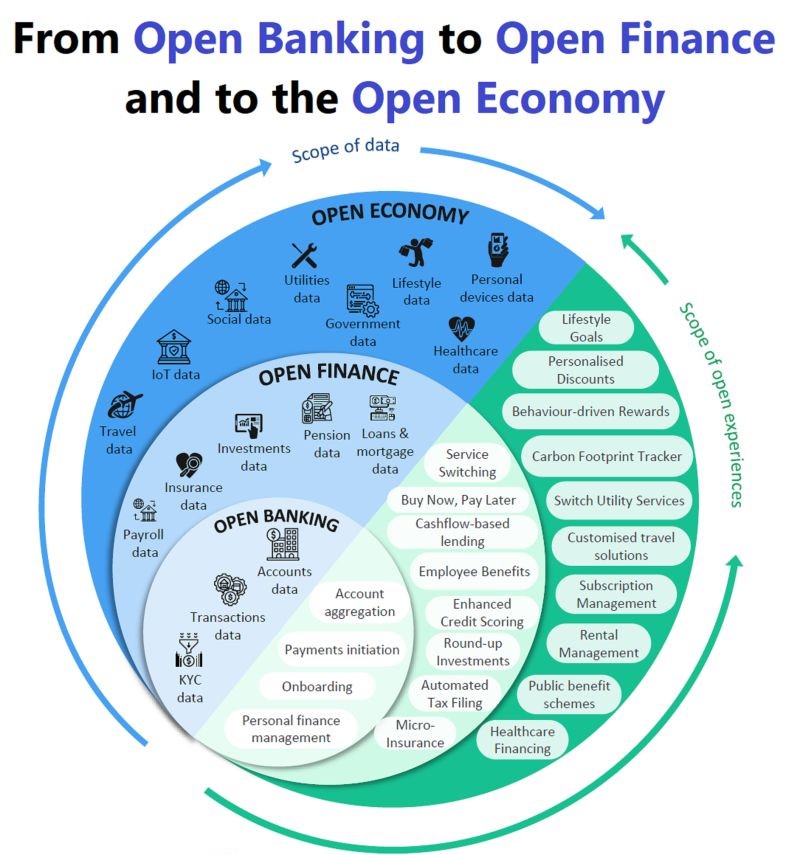 From Open Banking to Open Finance
and to the Open Economy
Scope of data
OPEN ECONOMY
Utilities
data
Lifestyle
data
Personal
devices data
Social data
Government
data
Healthcare
data
IoT data
Travel
data
OPEN FINANCE
Investments
data
Pension
data
Loans &
mortgage
data
Insurance
data
Payroll
data
OPEN BANKING
Accounts
data
Transactions
data
KYC
data
Account
aggregation
Payments initiation
Onboarding
Personal finance
management
Service
Switching
Buy Now, Pay Later
Cashflow-based
lending
Employee Benefits
Enhanced
Credit Scoring
Round-up
Investments
Automated
Tax Filing
Micro-
Insurance
Scope of open experiences
Lifestyle
Goals
Personalised
Discounts
Behaviour-driven Rewards
Carbon Footprint Tracker
Switch Utility Services
Customised travel
solutions
Subscription
Management
Rental
Management
Public benefit
schemes
Healthcare
Financing